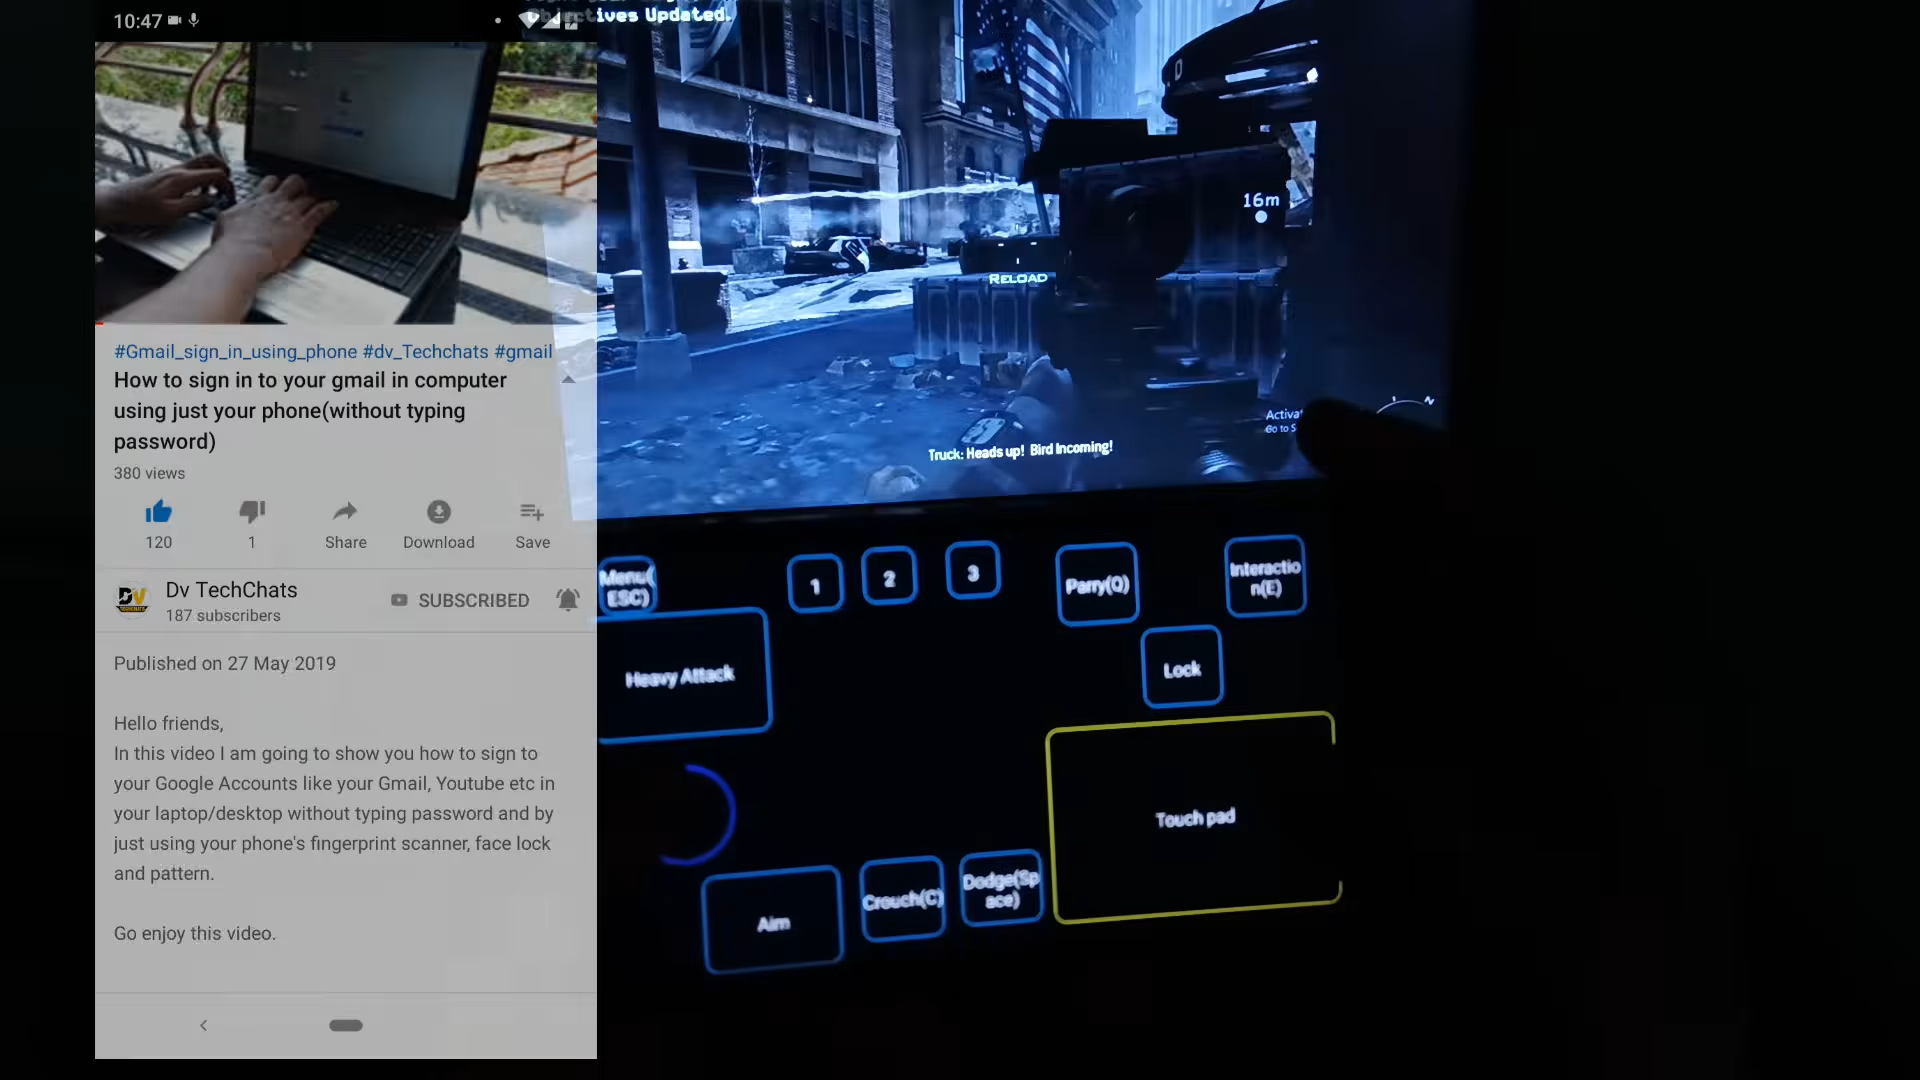 10:47
#Gmail_sign_in_using_phone #dv_Techchats #gmail
How to sign in to your gmail in computer
using just your phone(without typing
password)
380 views
120
1
Share
Download
Save
Dv TechChats
187 subscribers
SUBSCRIBED
Published on 27 May 2019
Hello friends,
In this video I am going to show you how to sign to
your Google Accounts like your Gmail, Youtube etc in
your laptop/desktop without typing password and by
just using your phone's fingerprint scanner, face lock
and pattern.
Go enjoy this video.
Objectives Updated.
D
16m
RELOAD
N
Activa
Go to S
Truck: Heads up! Bird Incoming!
Menu(
ESC)
1
2
3
Parry(Q)
Interactio
n(E)
Heavy Attack
Lock
Touch pad
Aim
Crouch(C)
Dodge(Sp
ace)